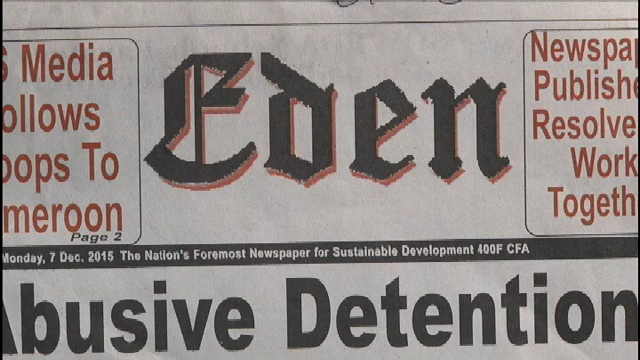 S Media
ollows
oops To
meroon
Page 2
Eden
Newspa
Publishe
Resolve
Work
Togeth
Monday, 7 Dec. 2015 The Nation's Foremost Newspaper for Sustainable Development 400F CFA
Abusive Detention